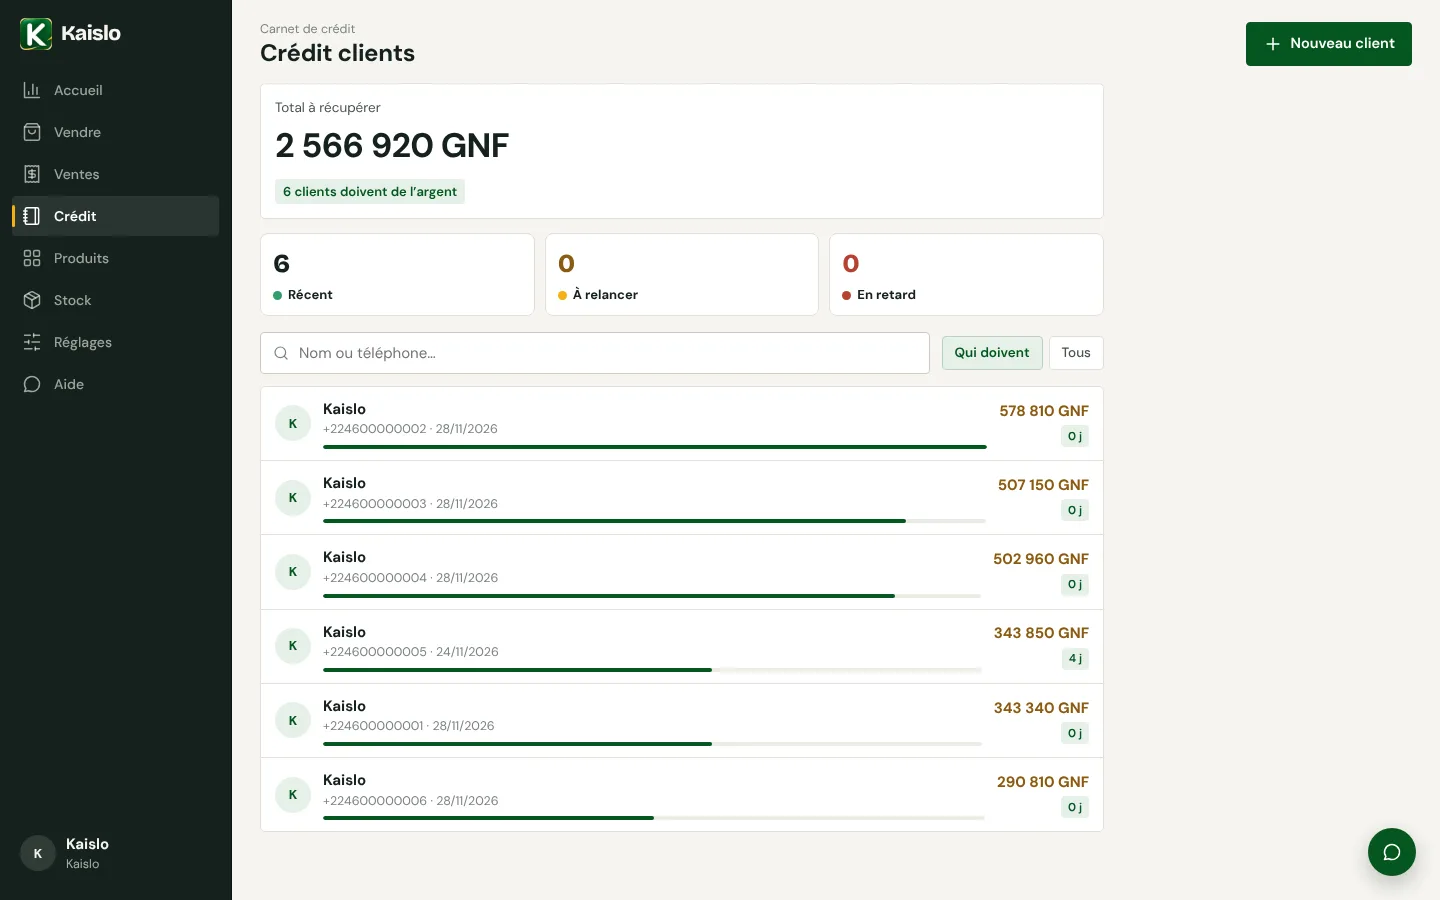 Kaislo
Accueil
Vendre
Ventes
Crédit
Produits
Stock
Réglages
Aide
K
Kaislo
Kaislo
Carnet de crédit
Crédit clients
Nouveau client
Total à récupérer
2 566 920 GNF
6 clients doivent de l’argent
6
Récent
0
À relancer
0
En retard
Nom ou téléphone…
Qui doivent
Tous
K
Kaislo
+224600000002 · 28/11/2026
578 810 GNF
0 j
K
Kaislo
+224600000003 · 28/11/2026
507 150 GNF
0 j
K
Kaislo
+224600000004 · 28/11/2026
502 960 GNF
0 j
K
Kaislo
+224600000005 · 24/11/2026
343 850 GNF
4 j
K
Kaislo
+224600000001 · 28/11/2026
343 340 GNF
0 j
K
Kaislo
+224600000006 · 28/11/2026
290 810 GNF
0 j